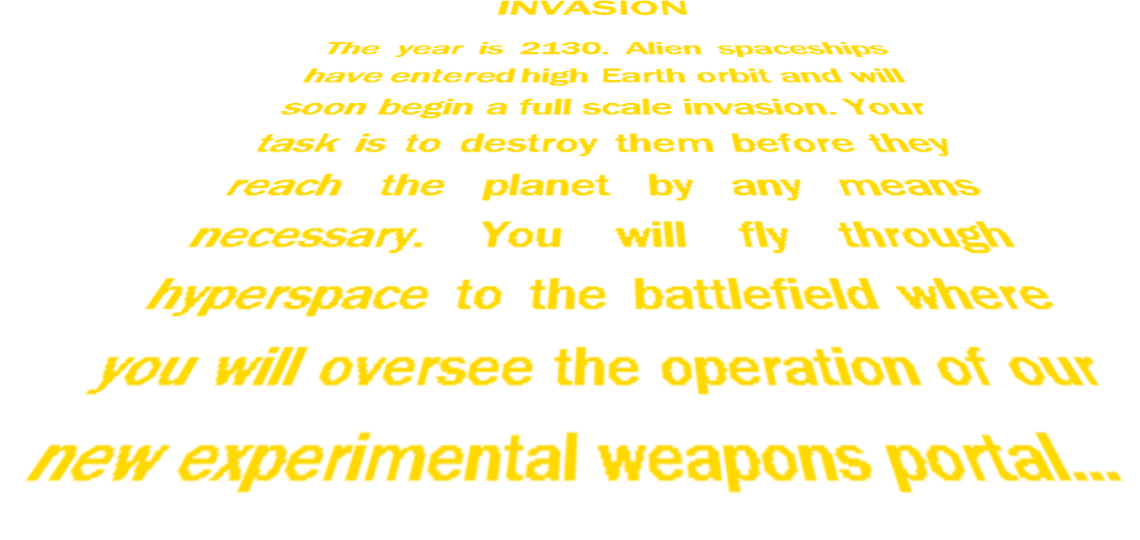 INVASION
The year is 2130. Alien spaceships
have entered high Earth orbit and will
soon begin a full scale invasion. Your
task is to destroy them before they
reach the planet by any means
necessary. You will fly through
hyperspace to the battlefield where
you will oversee the operation of our
new experimental weapons portal...